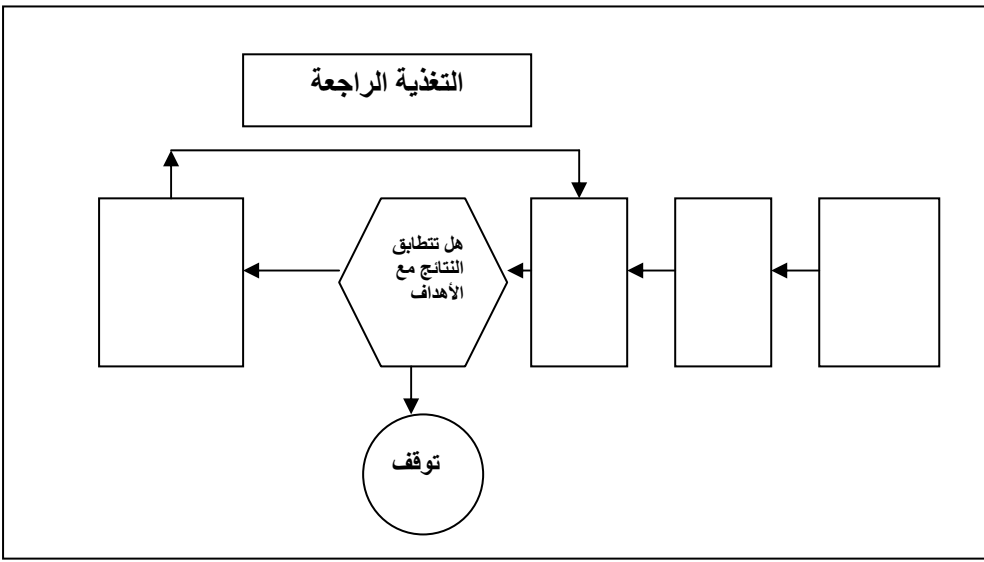 التغذية الراجعة
هل تتطابق
النتائج مع
الأهداف
توقف